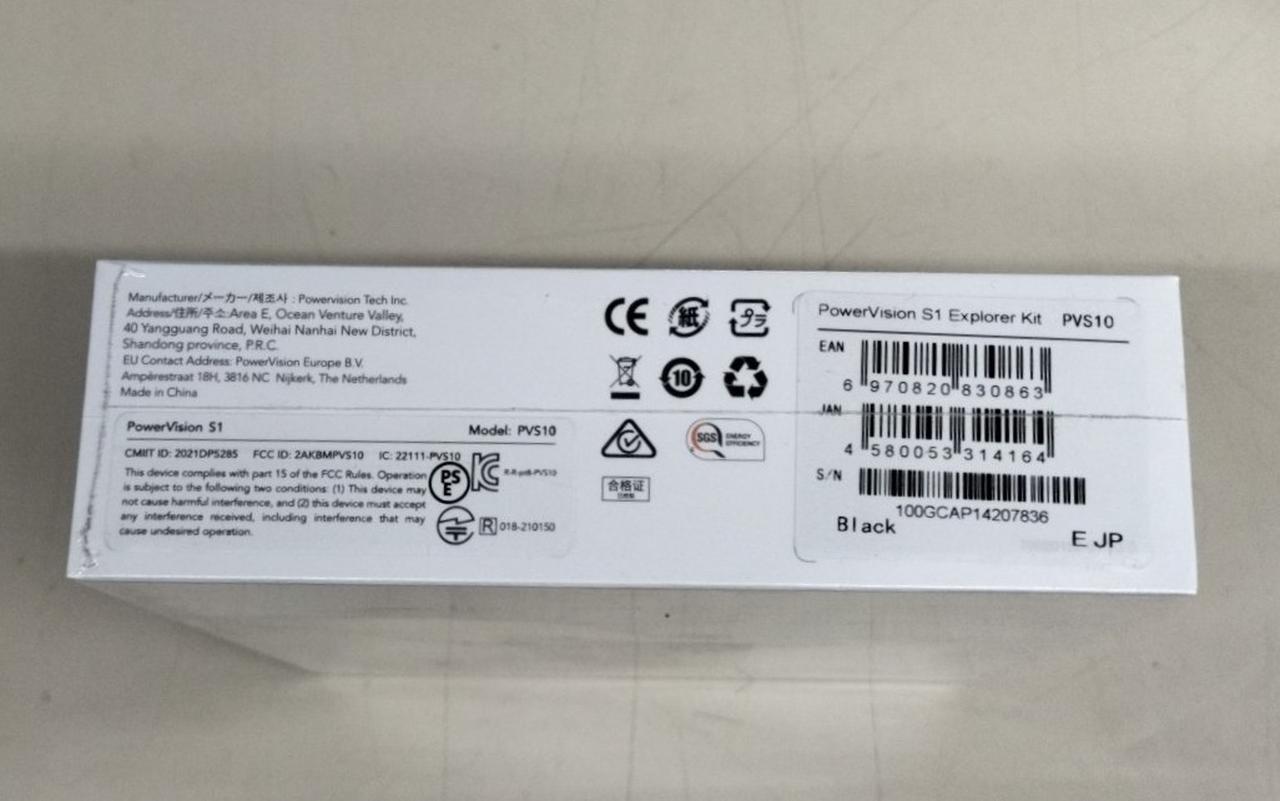 Manufacturer/メーカー/제조사 : Powervision Tech Inc.
Address/住所/주소:Area E, Ocean Venture Valley,
40 Yangguang Road, Weihai Nanhai New District,
Shandong province, P.R.C.
EU Contact Address: PowerVision Europe B.V.
Ampèrestraat 18H, 3816 NC Nijkerk, The Netherlands
Made in China
PowerVision S1 Model: PVS10
CMIIT ID: 2021DP5285 FCC ID: 2AKBMPVS10 IC: 22111-PVS10
This device complies with part 15 of the FCC Rules. Operation
is subject to the following two conditions: (1) This device may
not cause harmful interference, and (2) this device must accept
any interference received, including interference that may
cause undesired operation.
PS
E
R 018-210150
CE
紙
プラ
10
SGS ENERGY
EFFICIENCY
合格证
PowerVision S1 Explorer Kit PVS10
EAN
6 970820 830863
JAN
4 580053 314164
S/N
100GCAP14207836
Black
E JP